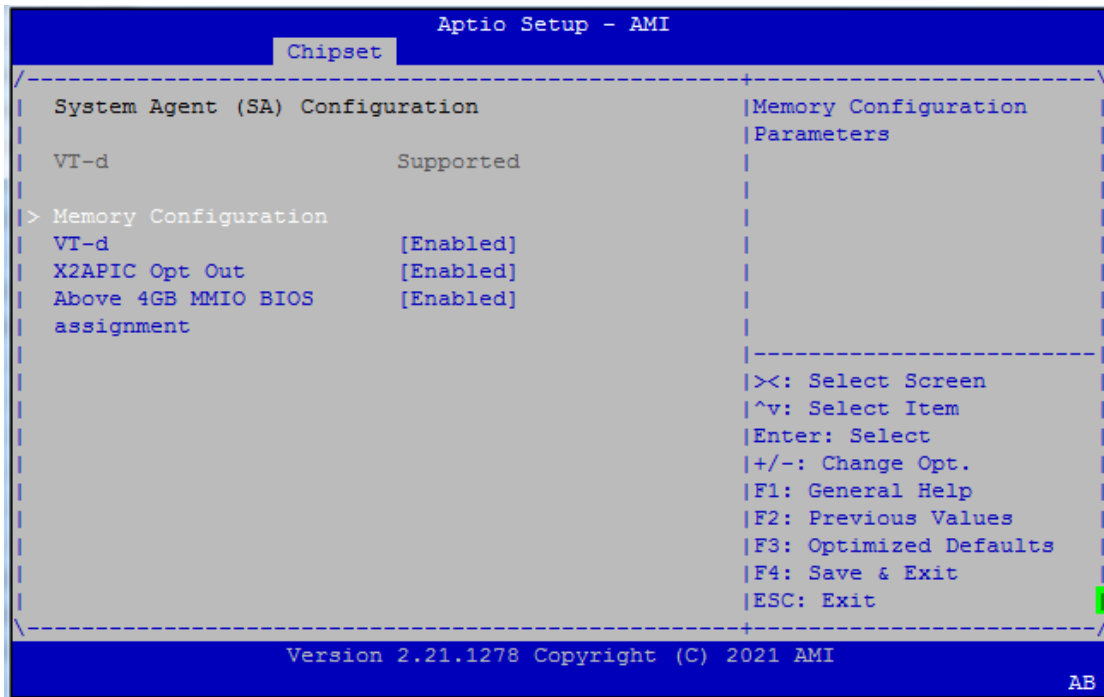 Aptio Setup - AMI
Chipset
System Agent (SA) Configuration
VT-d Supported
> Memory Configuration
VT-d [Enabled]
X2APIC Opt Out [Enabled]
Above 4GB MMIO BIOS [Enabled]
assignment
Memory Configuration
Parameters
><: Select Screen
^v: Select Item
Enter: Select
+/-: Change Opt.
F1: General Help
F2: Previous Values
F3: Optimized Defaults
F4: Save & Exit
ESC: Exit
Version 2.21.1278 Copyright (C) 2021 AMI
AB